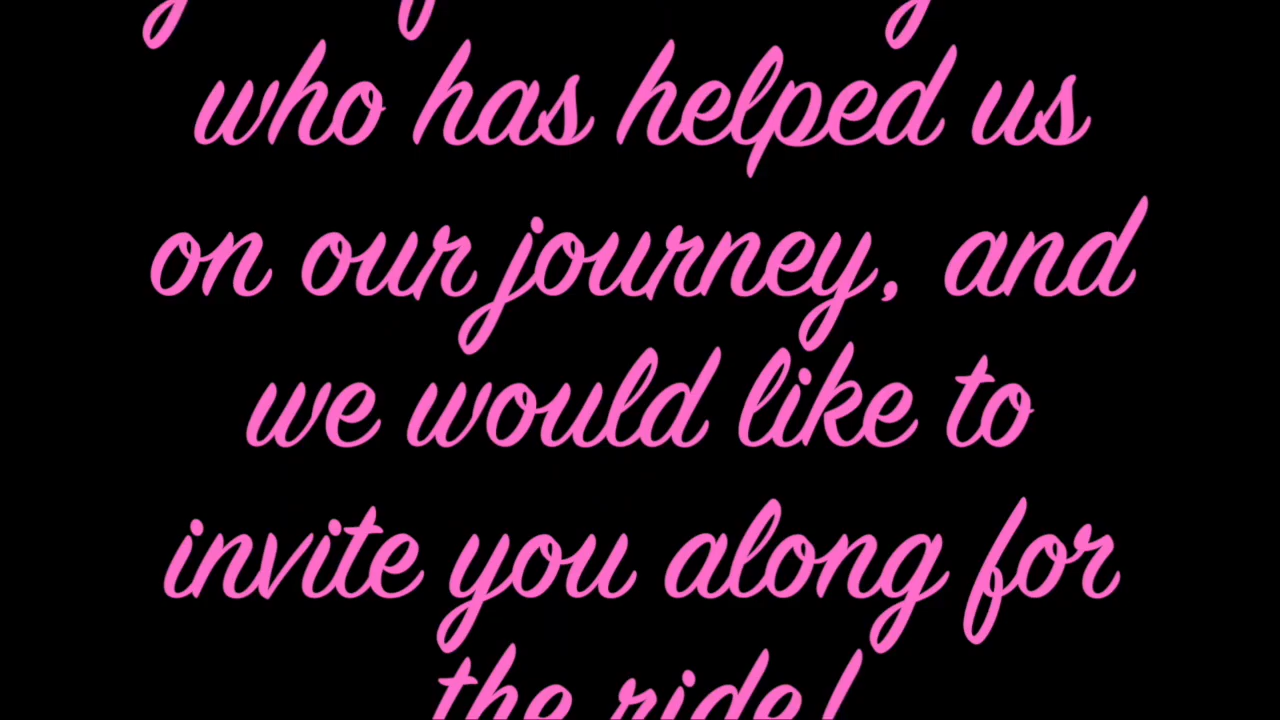 who has helped us
on our journey, and
we would like to
invite you along for
the ride!